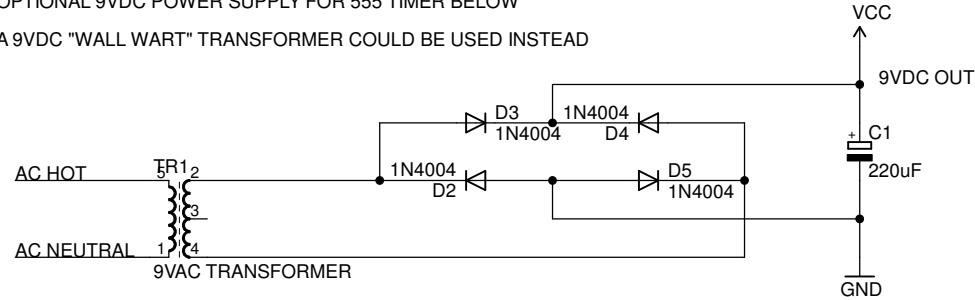 OPTIONAL 9VDC POWER SUPPLY FOR 555 TIMER BELOW
A 9VDC "WALL WART" TRANSFORMER COULD BE USED INSTEAD
VCC
9VDC OUT
D3
1N4004
1N4004
D4
C1
+
220uF
1N4004
D2
D5
1N4004
AC HOT
TR1
5
2
3
1
4
AC NEUTRAL
9VAC TRANSFORMER
GND